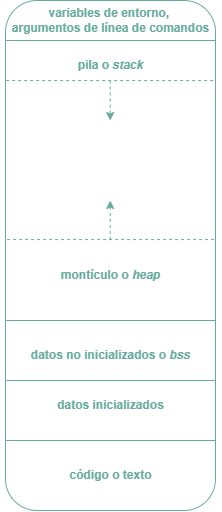 variables de entorno,
argumentos de línea de comandos
pila o stack
montículo o heap
datos no inicializados o bss
datos inicializados
código o texto